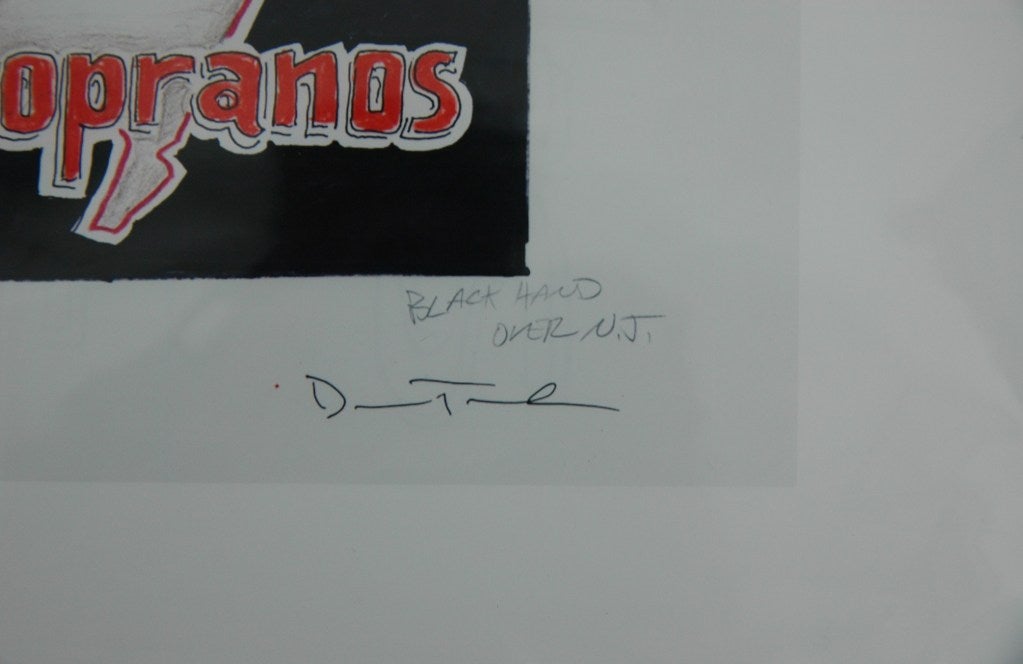 opranos
BLACK HAND
OVER N.J.